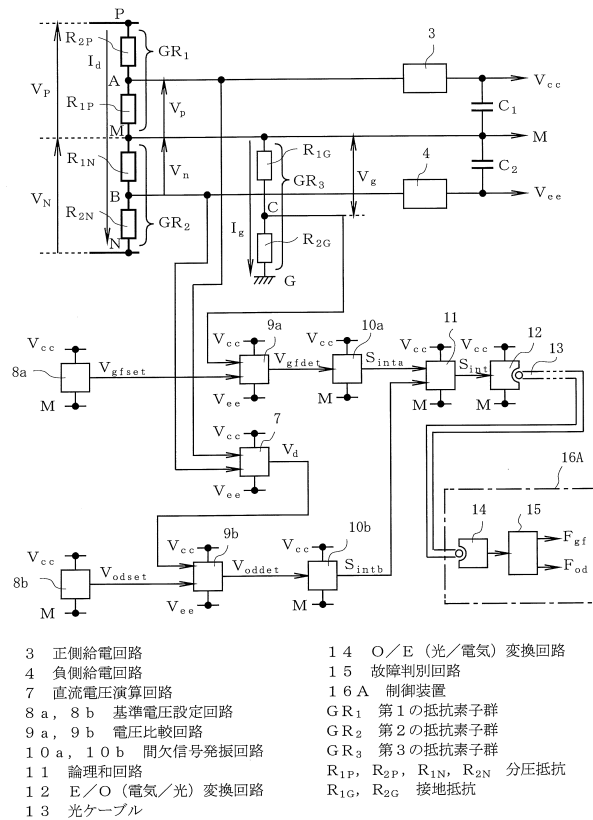 P
R2P
Id
GR1
3
A
Vcc
VP
R1P
Vp
C1
M
M
R1N
Vn
R1G
4
C2
VN
B
GR3
Vg
Vee
R2N
GR2
C
Ig
R2G
N
G
9a
10a
11
12
Vcc
Vcc
Vcc
Vcc
13
8a
Vgfset
Vgfdet
Sinta
Sint
M
Vee
M
M
M
7
Vcc
Vd
16A
Vee
14
15
Fgf
Fod
9b
10b
Vcc
Vcc
Vcc
8b
Vodset
Voddet
Sintb
M
Vee
M
3 正側給電回路
4 負側給電回路
7 直流電圧演算回路
8a，8b 基準電圧設定回路
9a，9b 電圧比較回路
10a，10b 間欠信号発振回路
11 論理和回路
12 E／O（電気／光）変換回路
13 光ケーブル
14 O／E（光／電気）変換回路
15 故障判別回路
16A 制御装置
GR1 第1の抵抗素子群
GR2 第2の抵抗素子群
GR3 第3の抵抗素子群
R1P，R2P，R1N，R2N 分圧抵抗
R1G，R2G 接地抵抗